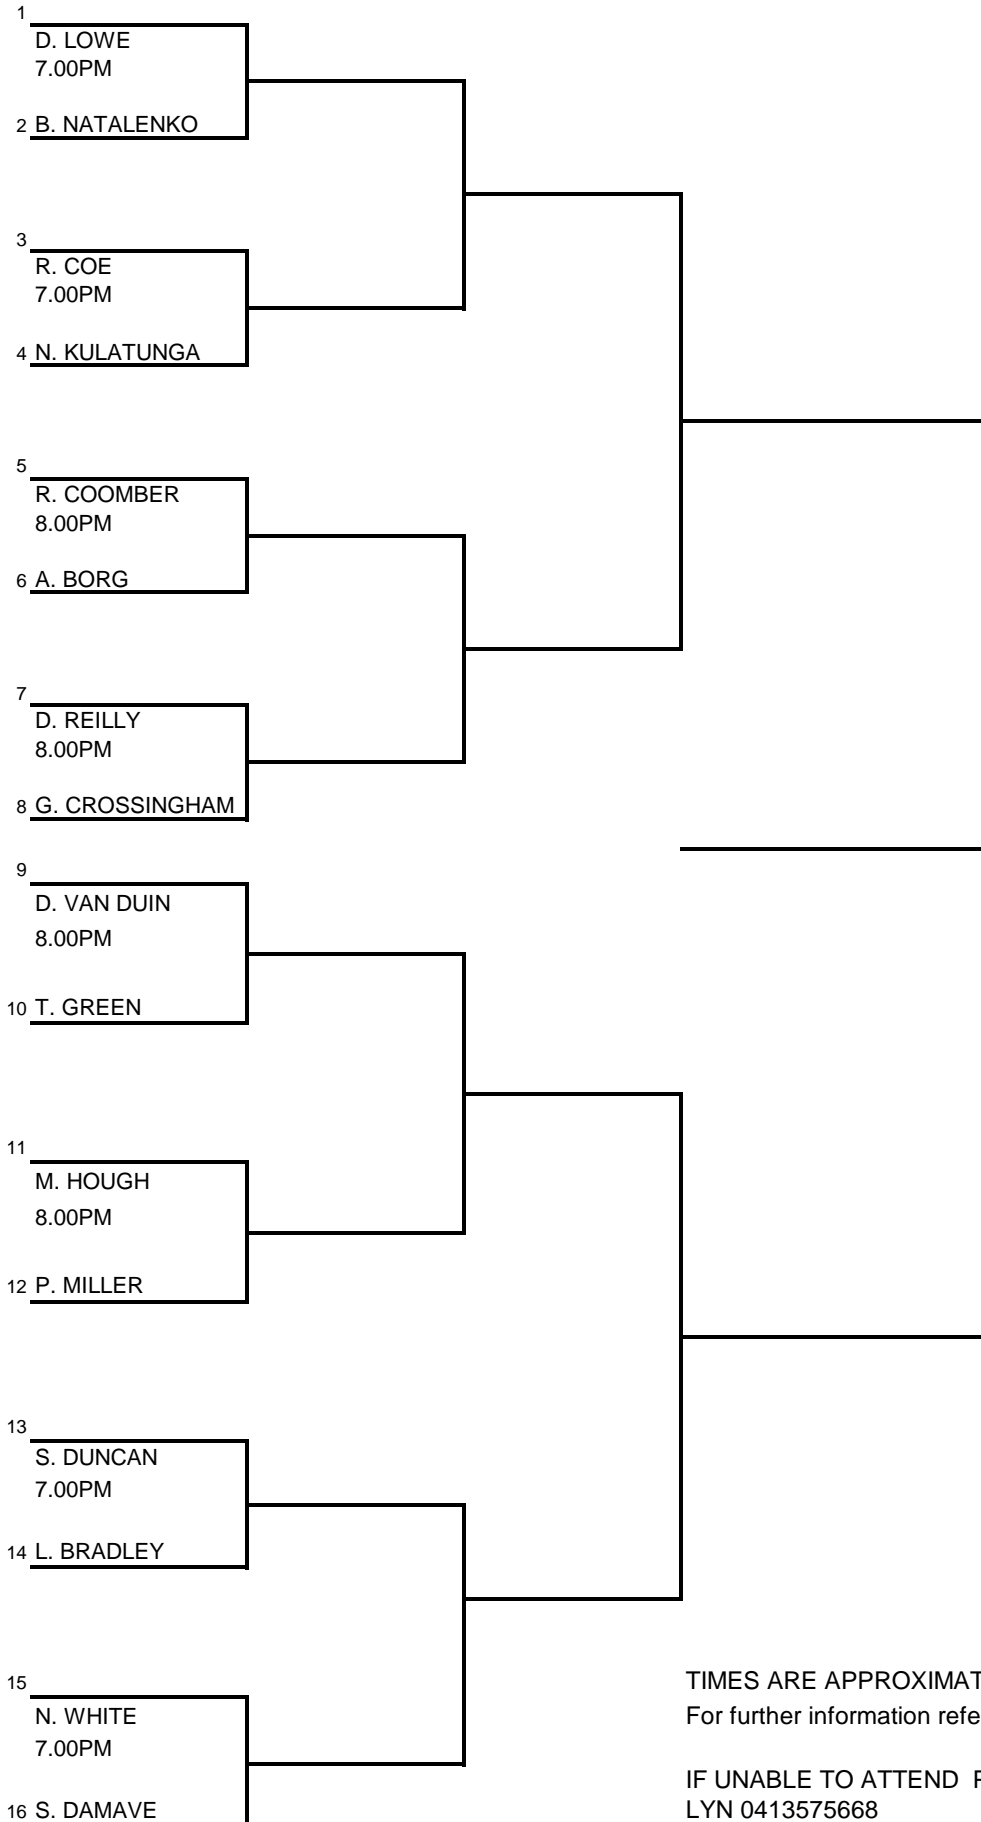 1
D. LOWE
7.00PM
2 B. NATALENKO
3
R. COE
7.00PM
4 N. KULATUNGA
5
R. COOMBER
8.00PM
6 A. BORG
7
D. REILLY
8.00PM
8 G. CROSSINGHAM
9
D. VAN DUIN
8.00PM
10 T. GREEN
11
M. HOUGH
8.00PM
12 P. MILLER
13
S. DUNCAN
7.00PM
14 L. BRADLEY
15
N. WHITE
7.00PM
16 S. DAMAVE
TIMES ARE APPROXIMAT
For further information refe
IF UNABLE TO ATTEND
LYN 0413575668